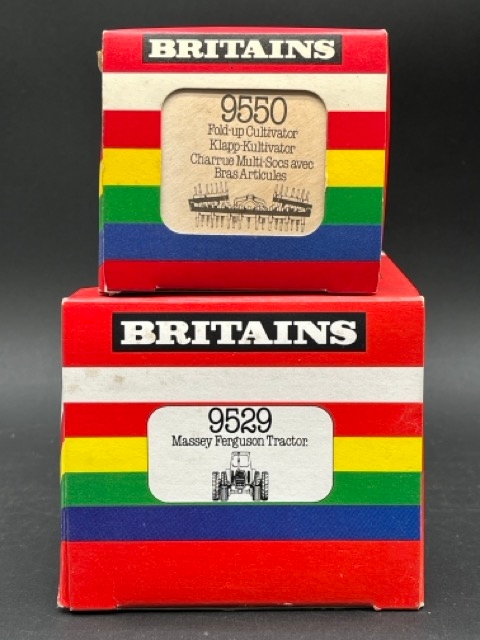 BRITAINS
9550
Fold-up Cultivator
Klapp-Kultivator
Charrue Multi-Socs avec
Bras Articules
BRITAINS
9529
Massey Ferguson Tractor.